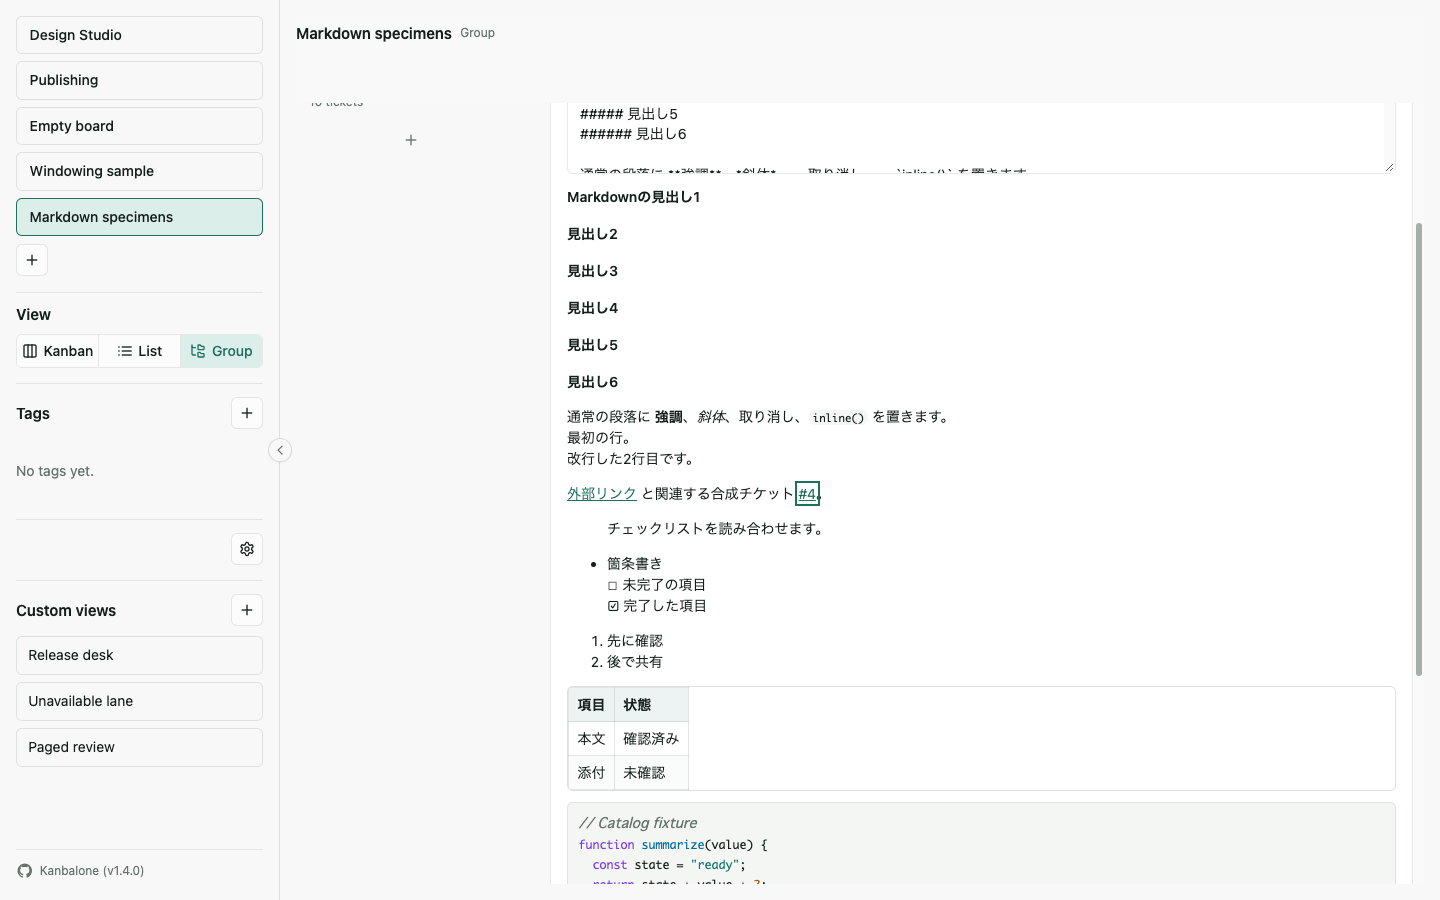 Design Studio
Publishing
Empty board
Windowing sample
Markdown specimens
View
Kanban
List
Group
Tags
No tags yet.
Custom views
Release desk
Unavailable lane
Paged review
Kanbalone (v1.4.0)
Markdown specimens Group
10 tickets
##### 見出し5
###### 見出し6
Markdownの見出し1
見出し2
見出し3
見出し4
見出し5
見出し6
通常の段落に 強調、斜体、取り消し、 inline() を置きます。
最初の行。
改行した2行目です。
外部リンク と関連する合成チケット #4。
チェックリストを読み合わせます。
• 箇条書き
☐ 未完了の項目
☑ 完了した項目
1. 先に確認
2. 後で共有
項目 状態
本文 確認済み
添付 未確認
// Catalog fixture
function summarize(value) {
const state = "ready";